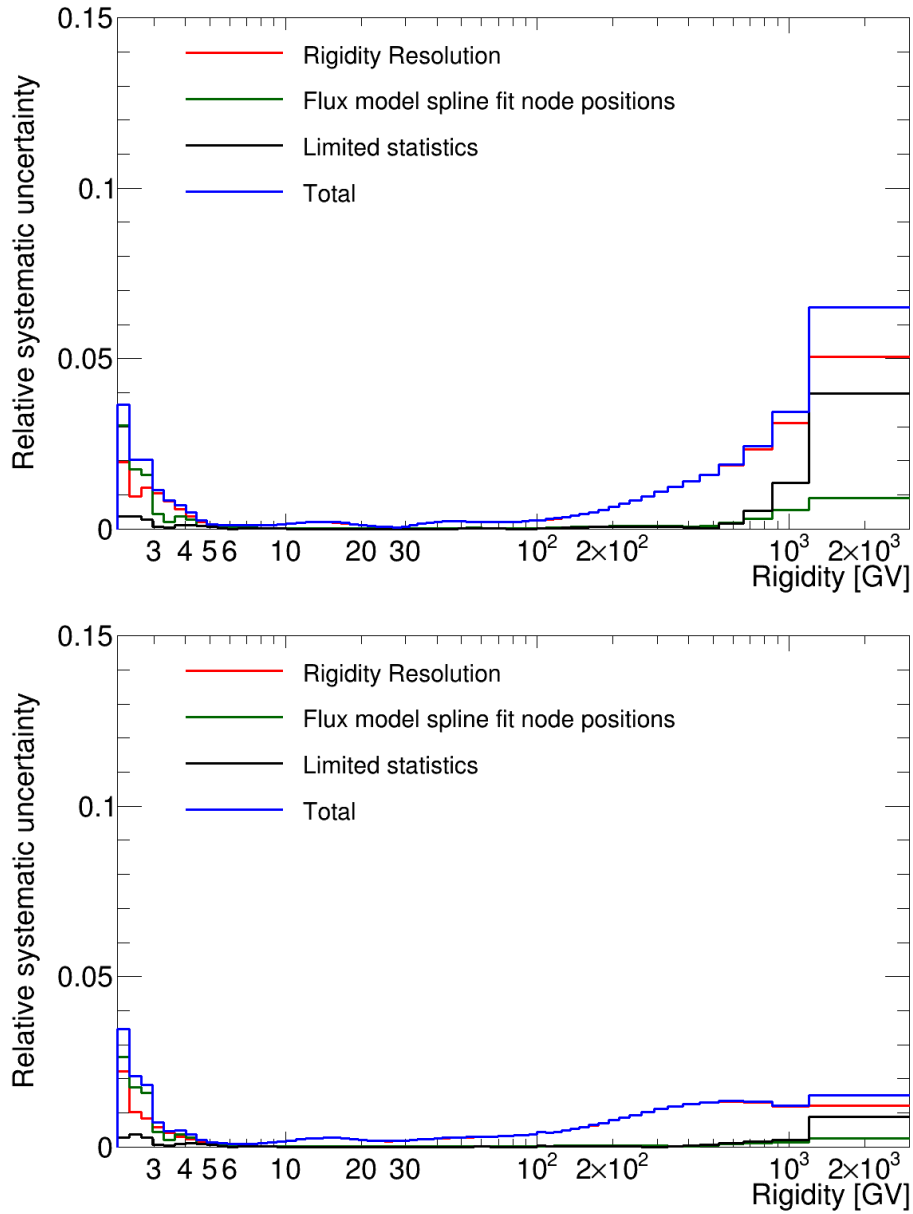 0.15
Rigidity Resolution
Flux model spline fit node positions
Limited statistics
Total
0.1
0.05
0
Relative systematic uncertainty
3 4 5 6 10 20 30 10² 2×10² 10³ 2×10³
Rigidity [GV]
0.15
Rigidity Resolution
Flux model spline fit node positions
Limited statistics
Total
0.1
0.05
0
Relative systematic uncertainty
3 4 5 6 10 20 30 10² 2×10² 10³ 2×10³
Rigidity [GV]